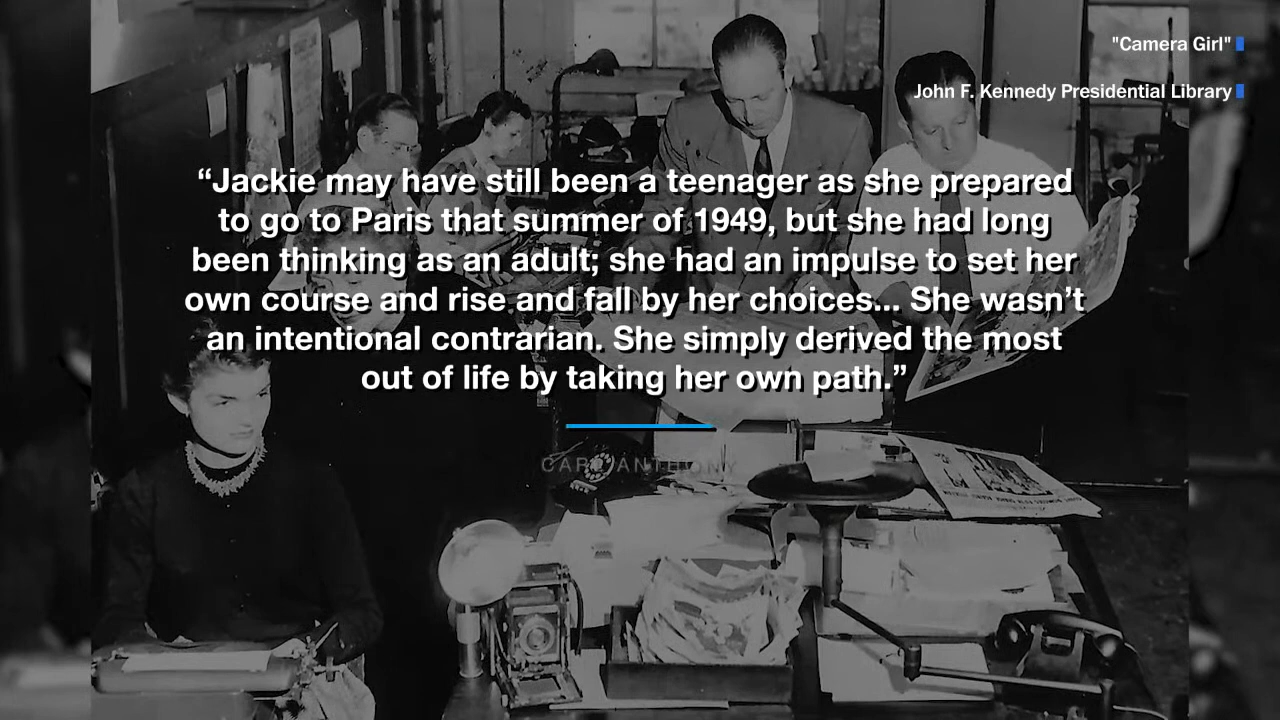 "Camera Girl"
John F. Kennedy Presidential Library
“Jackie may have still been a teenager as she prepared
to go to Paris that summer of 1949, but she had long
been thinking as an adult; she had an impulse to set her
own course and rise and fall by her choices... She wasn’t
an intentional contrarian. She simply derived the most
out of life by taking her own path.”
CARL ANTHONY